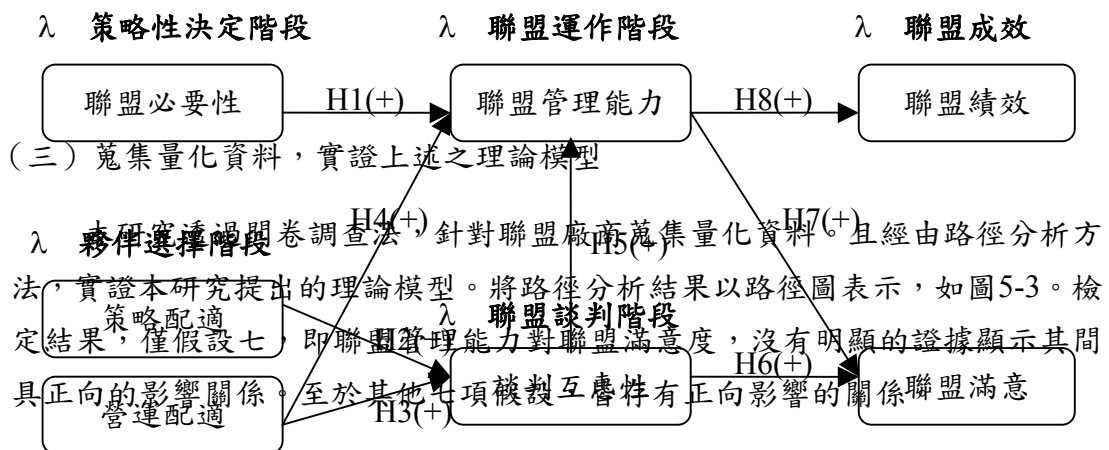 λ 策略性決定階段 λ 聯盟運作階段 λ 聯盟成效
聯盟必要性 H1(+) 聯盟管理能力 H8(+) 聯盟績效
（三）蒐集量化資料，實證上述之理論模型
H4(+) H5(+) H7(+)
本研究透過問卷調查法，針對聯盟廠商蒐集量化資料。且經由路徑分析方
λ 夥伴選擇階段
法，實證本研究提出的理論模型。將路徑分析結果以路徑圖表示，如圖5-3。檢
策略配適 λ 聯盟談判階段
定結果，僅假設七，即聯盟管理能力對聯盟滿意度，沒有明顯的證據顯示其間
談判互惠性 H6(+) 聯盟滿意
具正向的影響關係。至於其他七項假設，皆存有正向影響的關係
營運配適 H3(+)